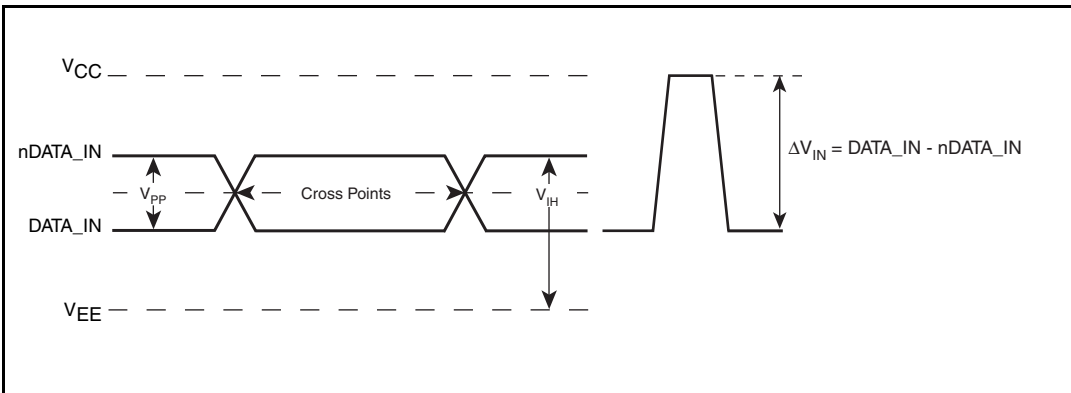 VCC
nDATA_IN
VPP
Cross Points
VIH
DATA_IN
VEE
ΔVIN = DATA_IN - nDATA_IN